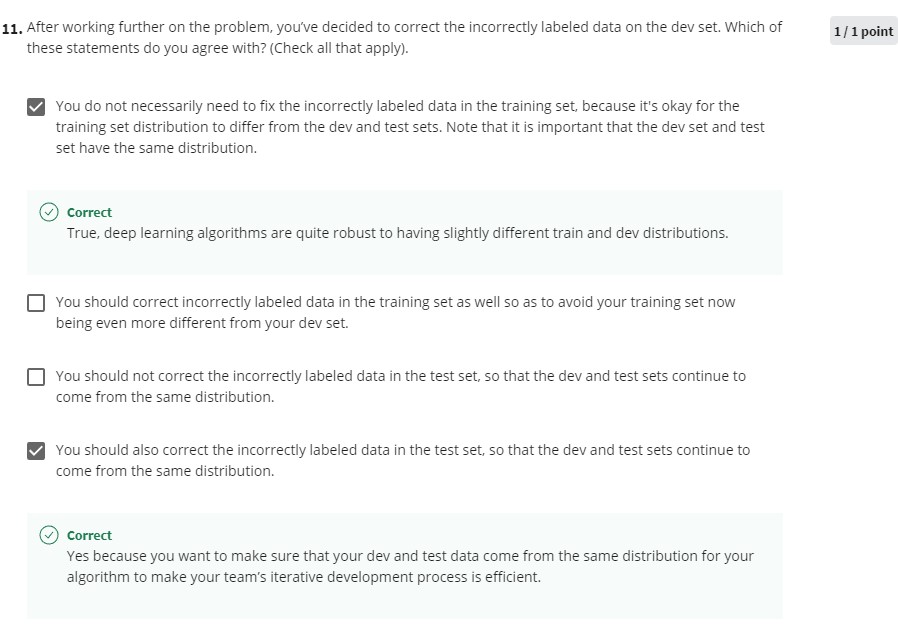 11. After working further on the problem, you've decided to correct the incorrectly labeled data on the dev set. Which of
1 / 1 point
these statements do you agree with? (Check all that apply).
You do not necessarily need to fix the incorrectly labeled data in the training set, because it's okay for the
training set distribution to differ from the dev and test sets. Note that it is important that the dev set and test
set have the same distribution.
Correct
True, deep learning algorithms are quite robust to having slightly different train and dev distributions.
You should correct incorrectly labeled data in the training set as well so as to avoid your training set now
being even more different from your dev set.
You should not correct the incorrectly labeled data in the test set, so that the dev and test sets continue to
come from the same distribution.
You should also correct the incorrectly labeled data in the test set, so that the dev and test sets continue to
come from the same distribution.
Correct
Yes because you want to make sure that your dev and test data come from the same distribution for your
algorithm to make your team's iterative development process is efficient.